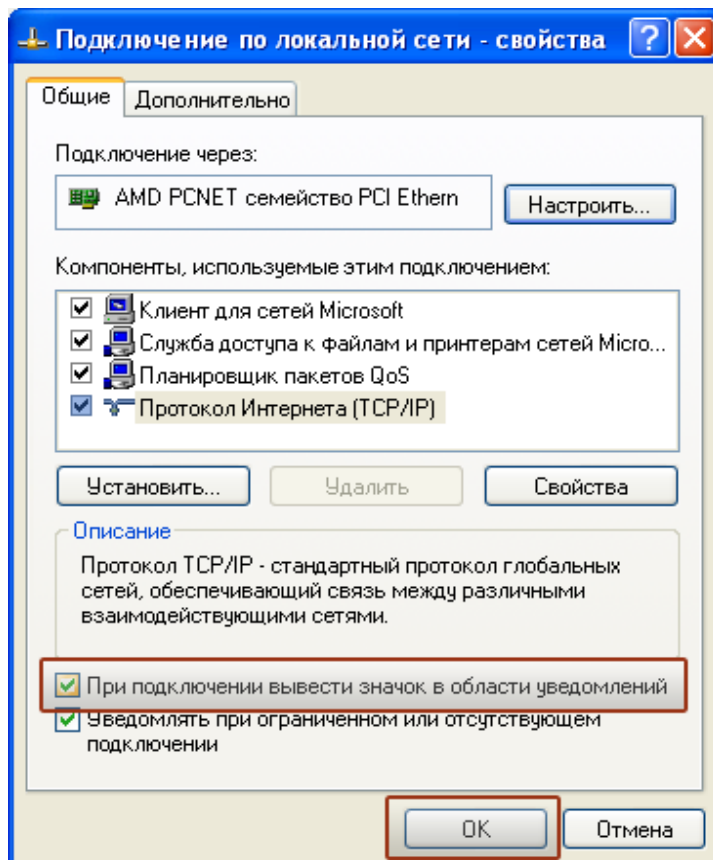 Подключение по локальной сети - свойства
Общие
Дополнительно
Подключение через:
AMD PCNET семейство PCI Ethern
Настроить...
Компоненты, используемые этим подключением:
Клиент для сетей Microsoft
Служба доступа к файлам и принтерам сетей Micro...
Планировщик пакетов QoS
Протокол Интернета (TCP/IP)
Установить...
Удалить
Свойства
Описание
Протокол TCP/IP - стандартный протокол глобальных
сетей, обеспечивающий связь между различными
взаимодействующими сетями.
При подключении вывести значок в области уведомлений
Уведомлять при ограниченном или отсутствующем
подключении
OK
Отмена